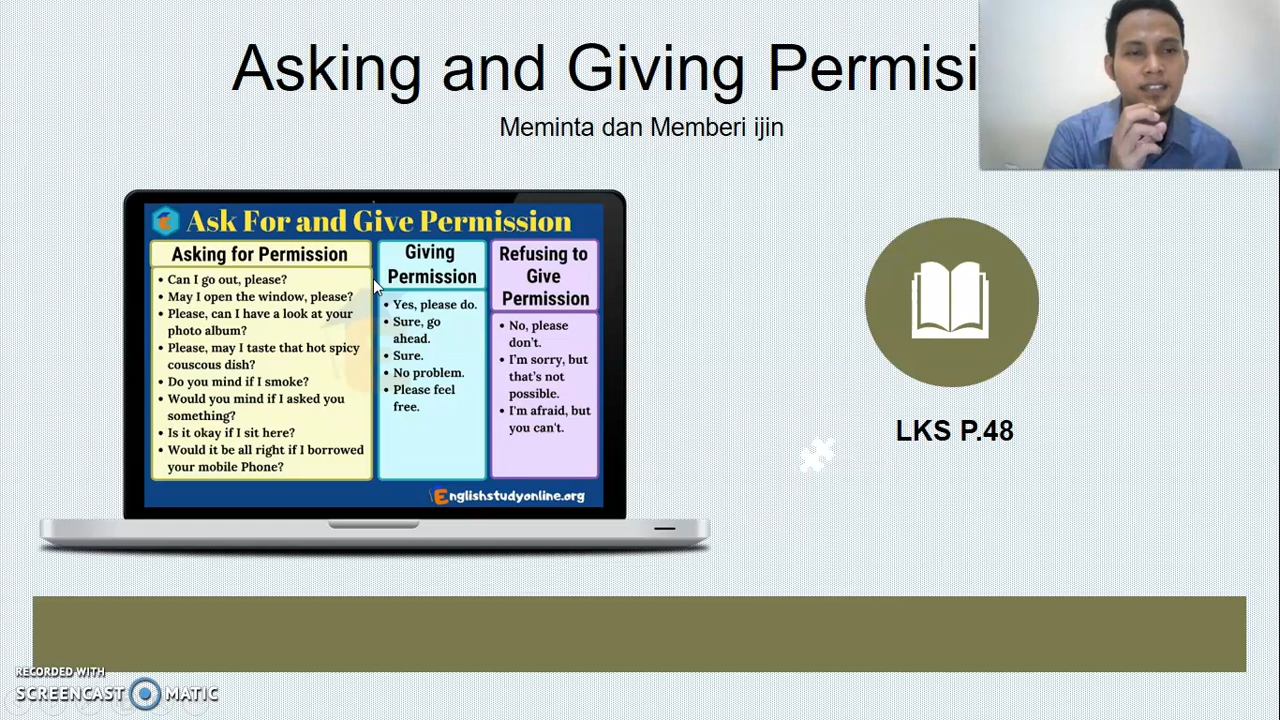 Asking and Giving Permisi
Meminta dan Memberi ijin
Ask For and Give Permission
Asking for Permission
• Can I go out, please?
• May I open the window, please?
• Please, can I have a look at your
photo album?
• Please, may I taste that hot spicy
couscous dish?
• Do you mind if I smoke?
• Would you mind if I asked you
something?
• Is it okay if I sit here?
• Would it be all right if I borrowed
your mobile Phone?
Giving
Permission
• Yes, please do.
• Sure, go
ahead.
• Sure.
• No problem.
• Please feel
free.
Refusing to
Give
Permission
• No, please
don't.
• I'm sorry, but
that's not
possible.
• I'm afraid, but
you can't.
Englishstudyonline.org
LKS P.48
RECORDED WITH
SCREENCAST MATIC